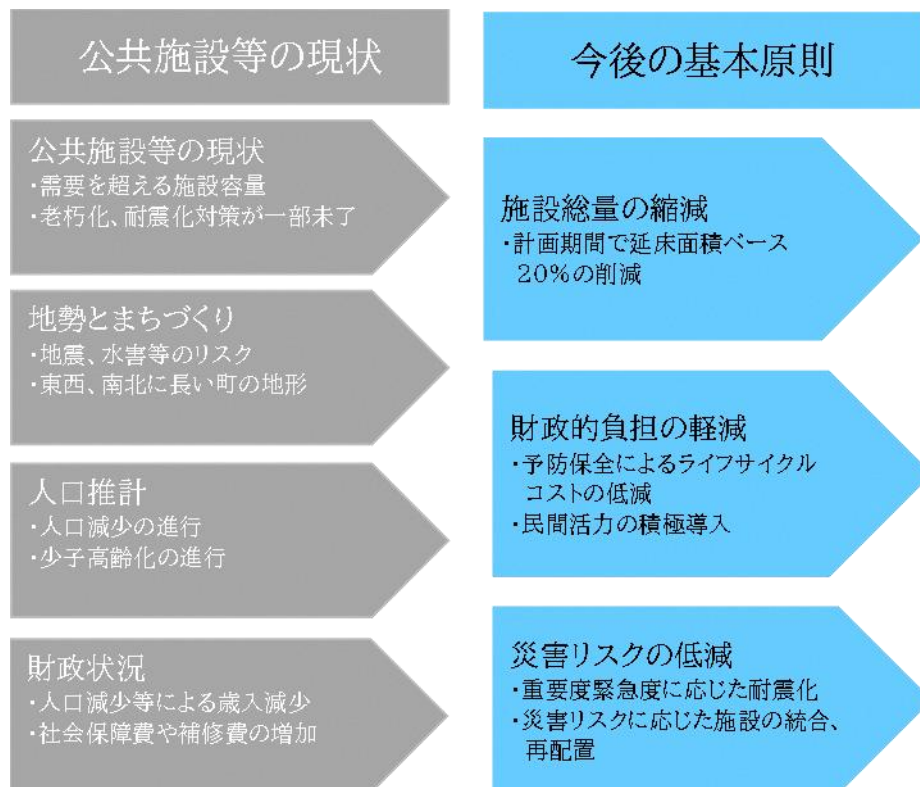 公共施設等の現状
公共施設等の現状
・需要を超える施設容量
・老朽化、耐震化対策が一部未了
地勢とまちづくり
・地震、水害等のリスク
・東西、南北に長い町の地形
人口推計
・人口減少の進行
・少子高齢化の進行
財政状況
・人口減少等による歳入減少
・社会保障費や補修費の増加
今後の基本原則
施設総量の縮減
・計画期間で延床面積ベース
20％の削減
財政的負担の軽減
・予防保全によるライフサイクル
コストの低減
・民間活力の積極導入
災害リスクの低減
・重要度緊急度に応じた耐震化
・災害リスクに応じた施設の統合、
再配置